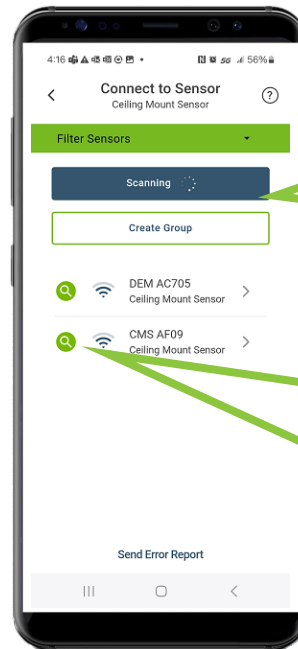 4:16
5G 56%
Connect to Sensor
Ceiling Mount Sensor
?
Filter Sensors
Scanning
Create Group
DEM AC705
Ceiling Mount Sensor
CMS AF09
Ceiling Mount Sensor
Send Error Report